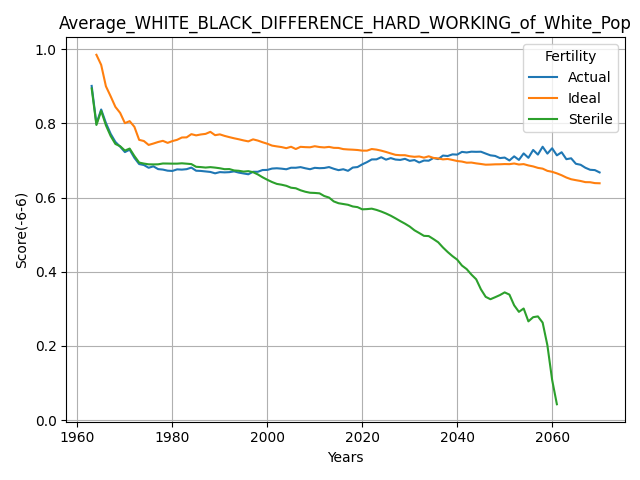 Average_WHITE_BLACK_DIFFERENCE_HARD_WORKING_of_White_Pop
Score(-6-6)
1.0
0.8
0.6
0.4
0.2
0.0
Fertility
Actual
Ideal
Sterile
1960 1980 2000 2020 2040 2060
Years